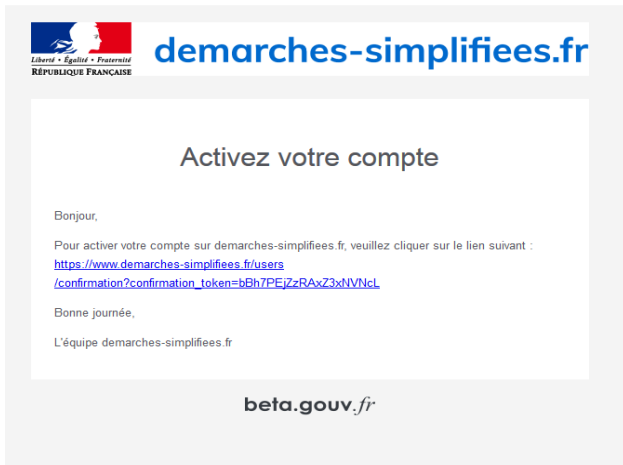 Liberté • Égalité • Fraternité
RÉPUBLIQUE FRANÇAISE
demarches-simplifiees.fr
Activez votre compte
Bonjour,
Pour activer votre compte sur demarches-simplifiees.fr, veuillez cliquer sur le lien suivant :
https://www.demarches-simplifiees.fr/users
/confirmation?confirmation_token=bBh7PEjZzRAxZ3xNVNcL
Bonne journée,
L'équipe demarches-simplifiees.fr
beta.gouv.fr